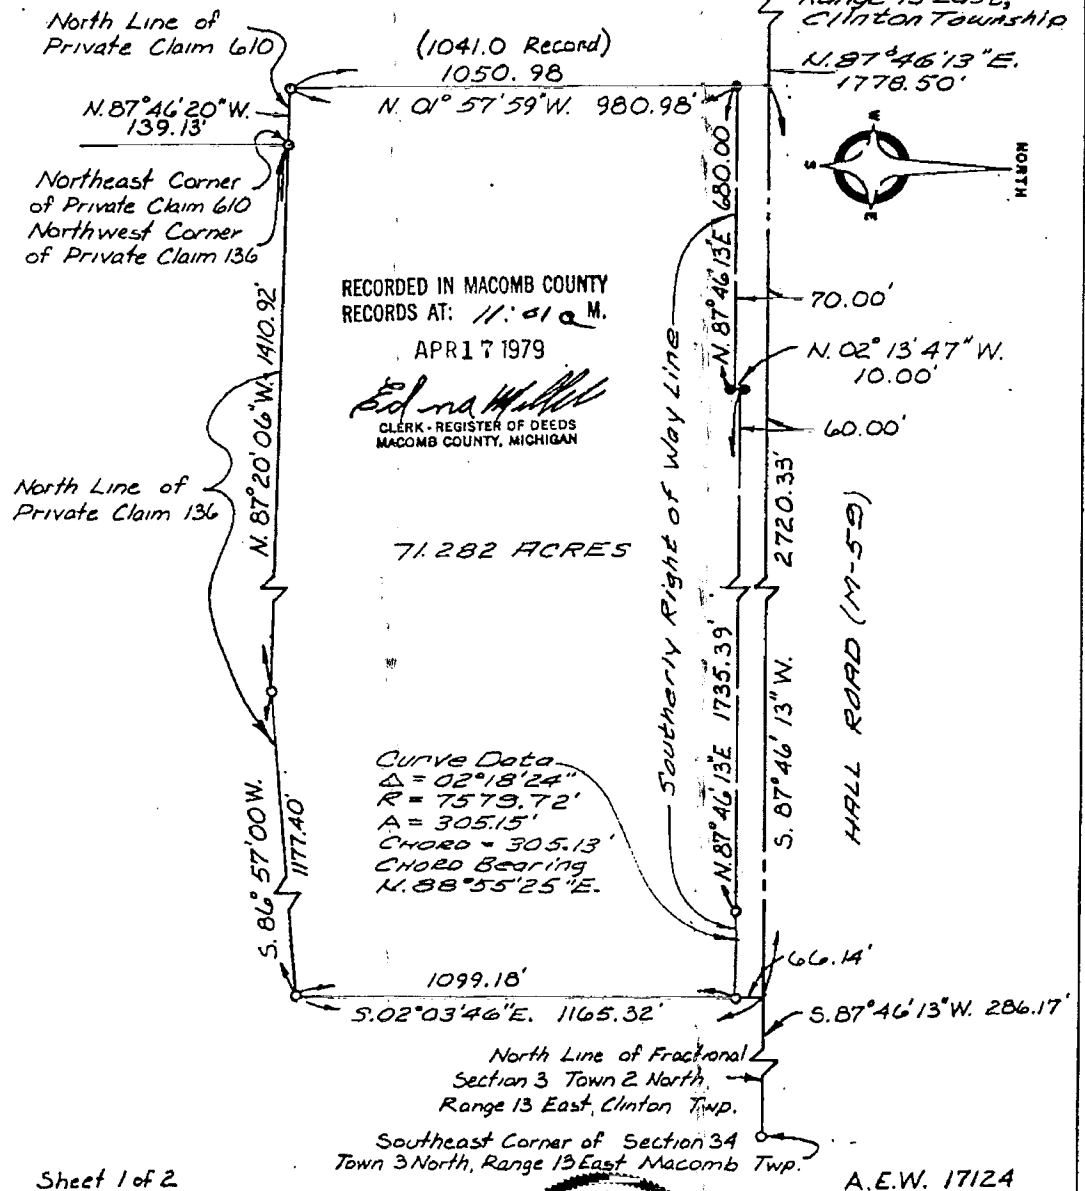 North Line of
Private Claim 610
(1041.0 Record)
1050.98
N. 01° 57' 59" W. 980.98'
Clinton Township
N. 87° 46' 13" E.
1778.50'
N. 87° 46' 20" W.
139.13'
Northeast Corner
of Private Claim 610
Northwest Corner
of Private Claim 136
W
S
E
NORTH
N. 87° 46' 13" E 680.00
70.00'
N. 02° 13' 47" W.
10.00'
60.00'
RECORDED IN MACOMB COUNTY
RECORDS AT: 11:01 a M.
APR 17 1979
Edna Miller
CLERK - REGISTER OF DEEDS
MACOMB COUNTY, MICHIGAN
N. 87° 20' 06" W. 1410.92'
North Line of
Private Claim 136
71.282 ACRES
Southerly Right of Way Line
2720.33'
S. 87° 46' 13" W.
HALL ROAD (M-59)
N. 87° 46' 13" E 1735.39'
Curve Data
Δ = 02° 18' 24"
R = 7579.72'
A = 305.15'
CHORD = 305.13'
CHORD Bearing
N. 88° 55' 25" E.
S. 86° 57' 00 W.
1177.40'
1099.18'
S. 02° 03' 46" E. 1165.32'
66.14'
S. 87° 46' 13" W. 286.17'
North Line of Fractional
Section 3 Town 2 North,
Range 13 East, Clinton Twp.
Southeast Corner of Section 34
Town 3 North, Range 13 East Macomb Twp.
Sheet 1 of 2
A.E.W. 17124